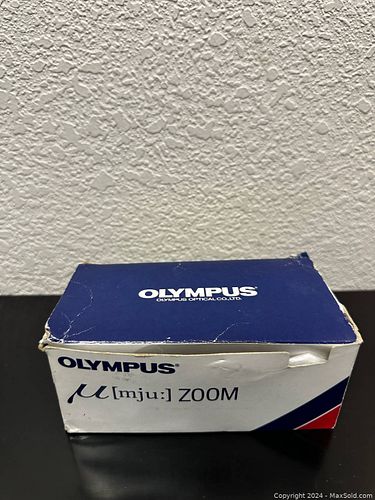 OLYMPUS®
OLYMPUS OPTICAL CO.,LTD.
OLYMPUS®
μ[mju:] ZOOM
Copyright 2024 - MaxSold.com